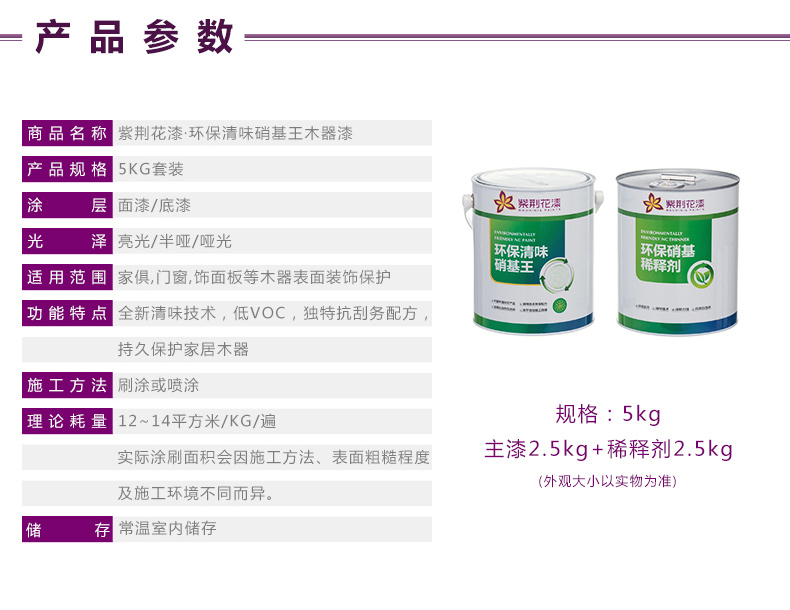 产品参数
商品名称 紫荆花漆·环保清味硝基王木器漆
产品规格 5KG套装
涂层 面漆/底漆
光泽 亮光/半哑/哑光
适用范围 家俱,门窗,饰面板等木器表面装饰保护
功能特点 全新清味技术，低VOC，独特抗刮务配方，
持久保护家居木器
施工方法 刷涂或喷涂
理论耗量 12~14平方米/KG/遍
实际涂刷面积会因施工方法、表面粗糙程度
及施工环境不同而异。
储存 常温室内储存
紫荆花漆
BAUHINIA PAINTS
ENVIRONMENTALLY
FRIENDLY NC PAINT
环保清味
硝基王
紫荆花漆
BAUHINIA PAINTS
ENVIRONMENTALLY
FRIENDLY NC THINNER
环保硝基
稀释剂
规格：5kg
主漆2.5kg+稀释剂2.5kg
(外观大小以实物为准)